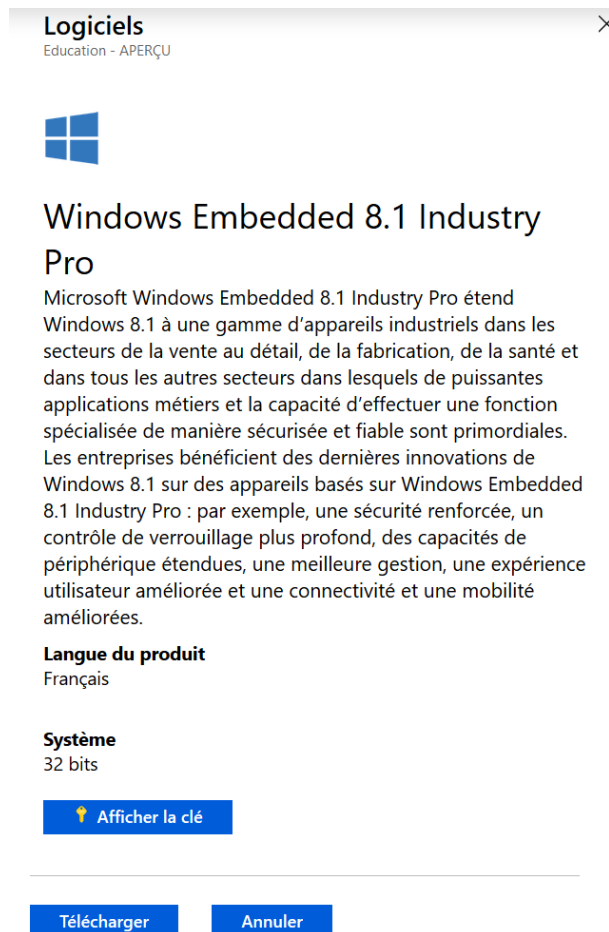 Logiciels
Education - APERÇU
Windows Embedded 8.1 Industry
Pro
Microsoft Windows Embedded 8.1 Industry Pro étend
Windows 8.1 à une gamme d'appareils industriels dans les
secteurs de la vente au détail, de la fabrication, de la santé et
dans tous les autres secteurs dans lesquels de puissantes
applications métiers et la capacité d'effectuer une fonction
spécialisée de manière sécurisée et fiable sont primordiales.
Les entreprises bénéficient des dernières innovations de
Windows 8.1 sur des appareils basés sur Windows Embedded
8.1 Industry Pro : par exemple, une sécurité renforcée, un
contrôle de verrouillage plus profond, des capacités de
périphérique étendues, une meilleure gestion, une expérience
utilisateur améliorée et une connectivité et une mobilité
améliorées.
Langue du produit
Français
Système
32 bits
Afficher la clé
Télécharger
Annuler